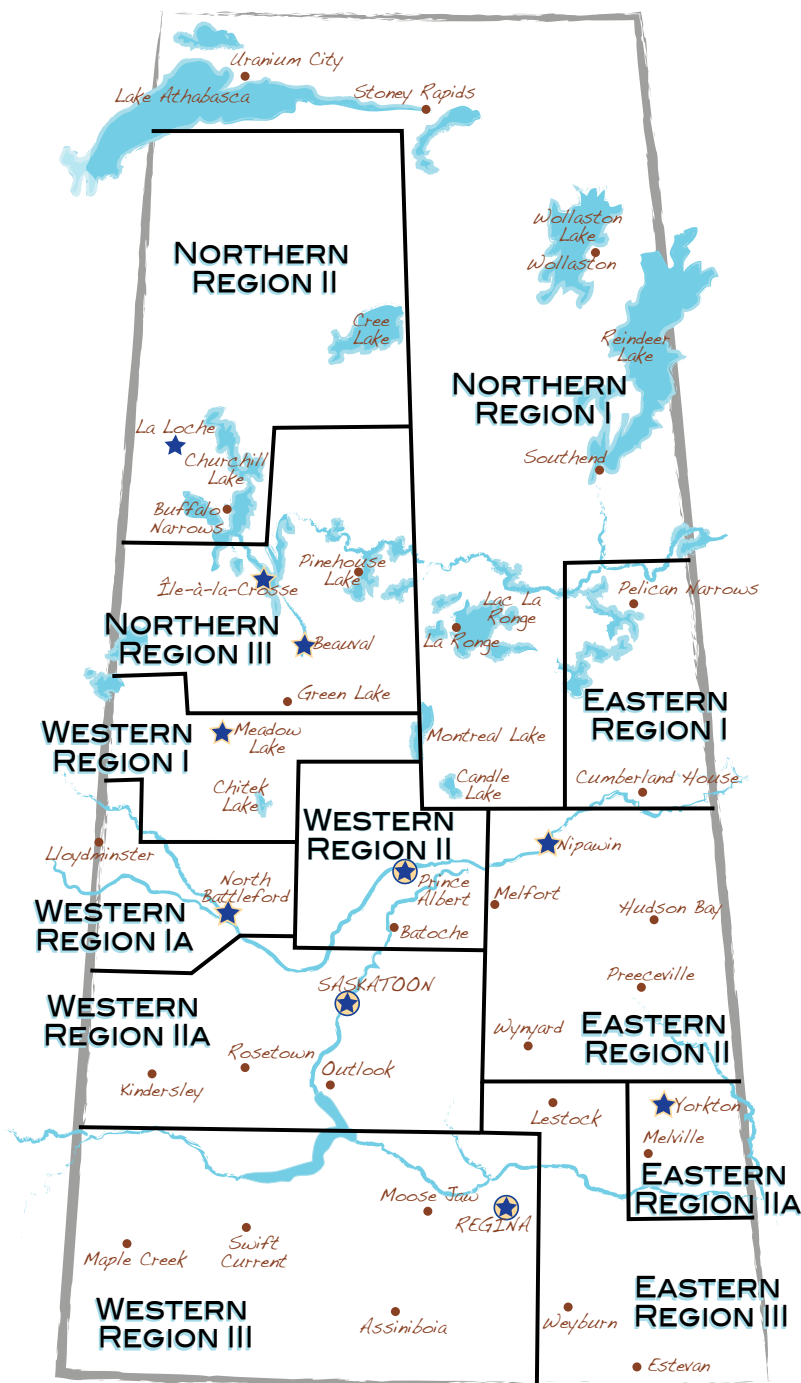 Uranium City
Stoney Rapids
Lake Athabasca
Wollaston
Lake
Wollaston
Northern
Region II
Cree
Lake
Reindeer
Lake
Northern
Region I
La Loche
Churchill
Lake
Southend
Buffalo
Narrows
Pinehouse
Lake
Île-à-la-Crosse
Pelican Narrows
Lac La
Ronge
La Ronge
Northern
Region III
Beauval
Green Lake
Eastern
Region I
Western
Region I
Meadow
Lake
Montreal Lake
Chitek
Lake
Candle
Lake
Cumberland House
Western
Region II
Lloydminster
Nipawin
North
Battleford
Prince
Albert
Melfort
Hudson Bay
Western
Region IA
Batoche
Preeceville
SASKATOON
Western
Region IIA
Wynyard
Eastern
Region II
Rosetown
Outlook
Kindersley
Lestock
Yorkton
Melville
Eastern
Region IIA
Moose Jaw
REGINA
Maple Creek
Swift
Current
Western
Region III
Assiniboia
Weyburn
Eastern
Region III
Estevan